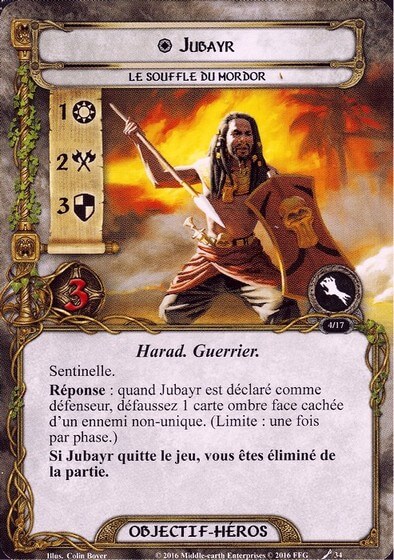 Jubayr
Le Souffle du Mordor
1
2
3
3
4/17
Harad. Guerrier.
Sentinelle.
Réponse : quand Jubayr est déclaré comme
défenseur, défaussez 1 carte ombre face cachée
d'un ennemi non-unique. (Limite : une fois
par phase.)
Si Jubayr quitte le jeu, vous êtes éliminé de
la partie.
Objectif-Héros
Illus. Colin Boyer © 2016 Middle-earth Enterprises © 2016 FFG 34